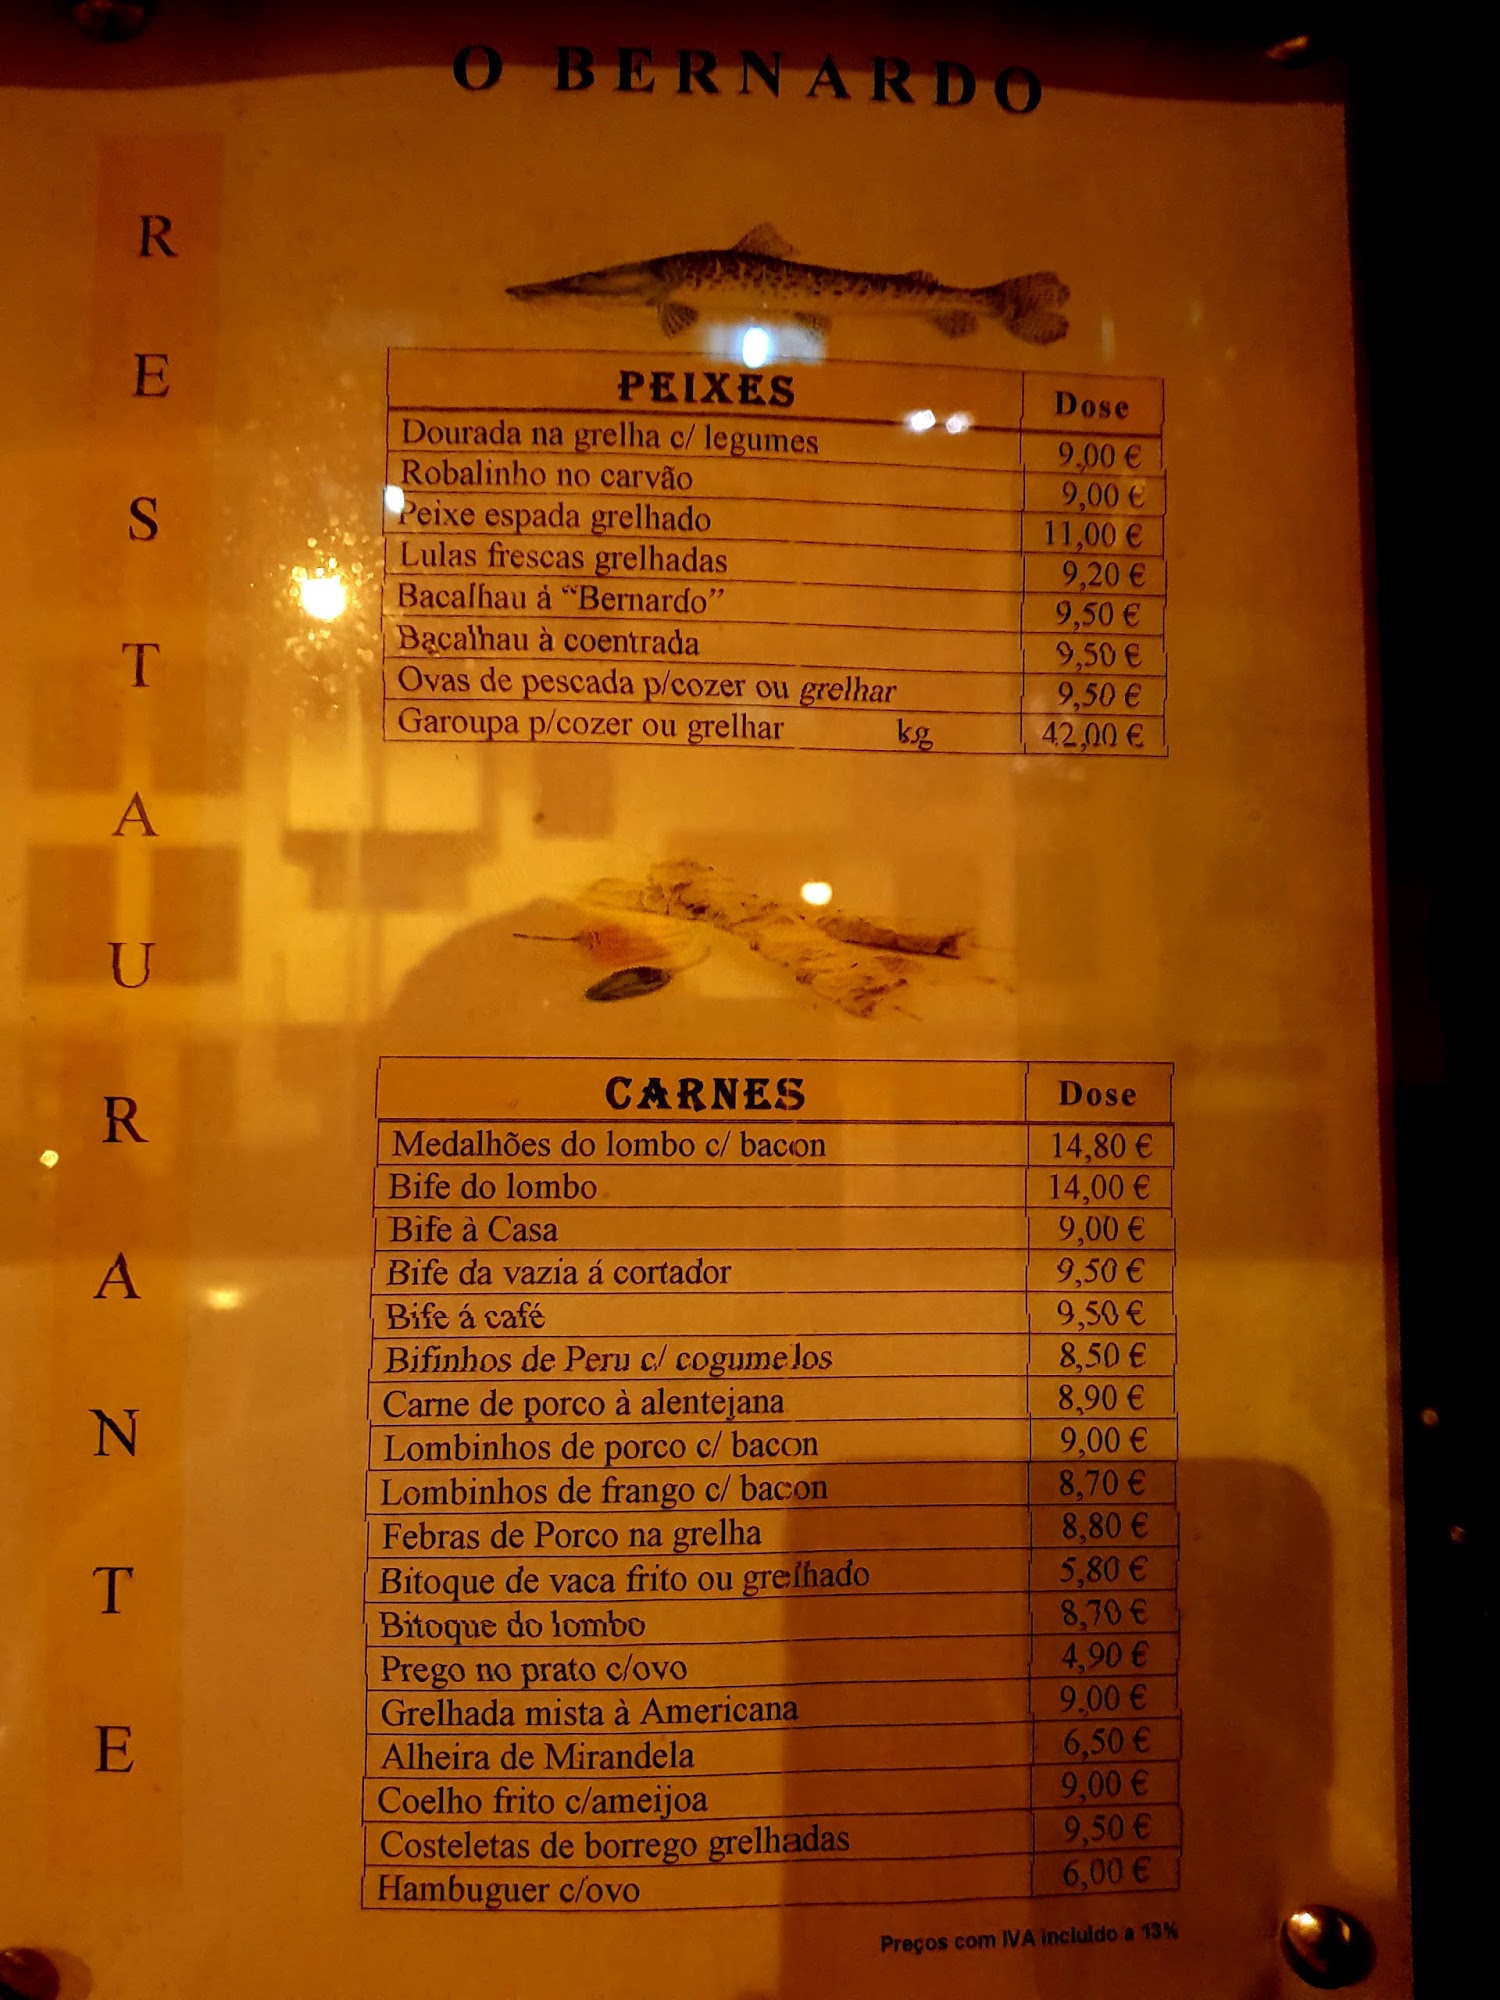 O BERNARDO
RESTAURANTE
PEIXES Dose
Dourada na grelha c/ legumes 9,00 €
Robalinho no carvão 9,00 €
Peixe espada grelhado 11,00 €
Lulas frescas grelhadas 9,20 €
Bacalhau á “Bernardo” 9,50 €
Bacalhau à coentrada 9,50 €
Ovas de pescada p/cozer ou grelhar 9,50 €
Garoupa p/cozer ou grelhar kg 42,00 €
CARNES Dose
Medalhões do lombo c/ bacon 14,80 €
Bife do lombo 14,00 €
Bife à Casa 9,00 €
Bife da vazia á cortador 9,50 €
Bife á café 9,50 €
Bifinhos de Peru c/ cogumelos 8,50 €
Carne de porco à alentejana 8,90 €
Lombinhos de porco c/ bacon 9,00 €
Lombinhos de frango c/ bacon 8,70 €
Febras de Porco na grelha 8,80 €
Bitoque de vaca frito ou grelhado 5,80 €
Bitoque do lombo 8,70 €
Prego no prato c/ovo 4,90 €
Grelhada mista à Americana 9,00 €
Alheira de Mirandela 6,50 €
Coelho frito c/ameijoa 9,00 €
Costeletas de borrego grelhadas 9,50 €
Hambuguer c/ovo 6,00 €
Preços com IVA incluido a 13%